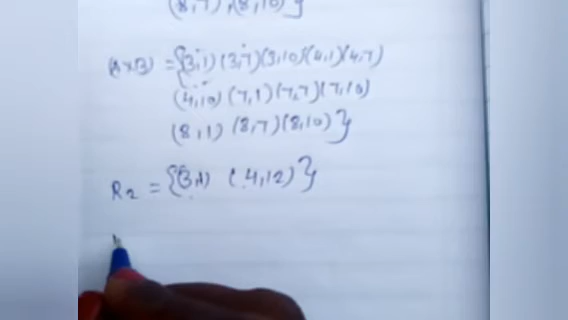 (8,7),(8,10)}
(A×B) = {(3,1)(3,7)(3,10)(4,1)(4,7)
(4,10)(7,1)(7,7)(7,10)
(8,1)(8,7)(8,10)}
R2 = {(3,1) (4,12)}